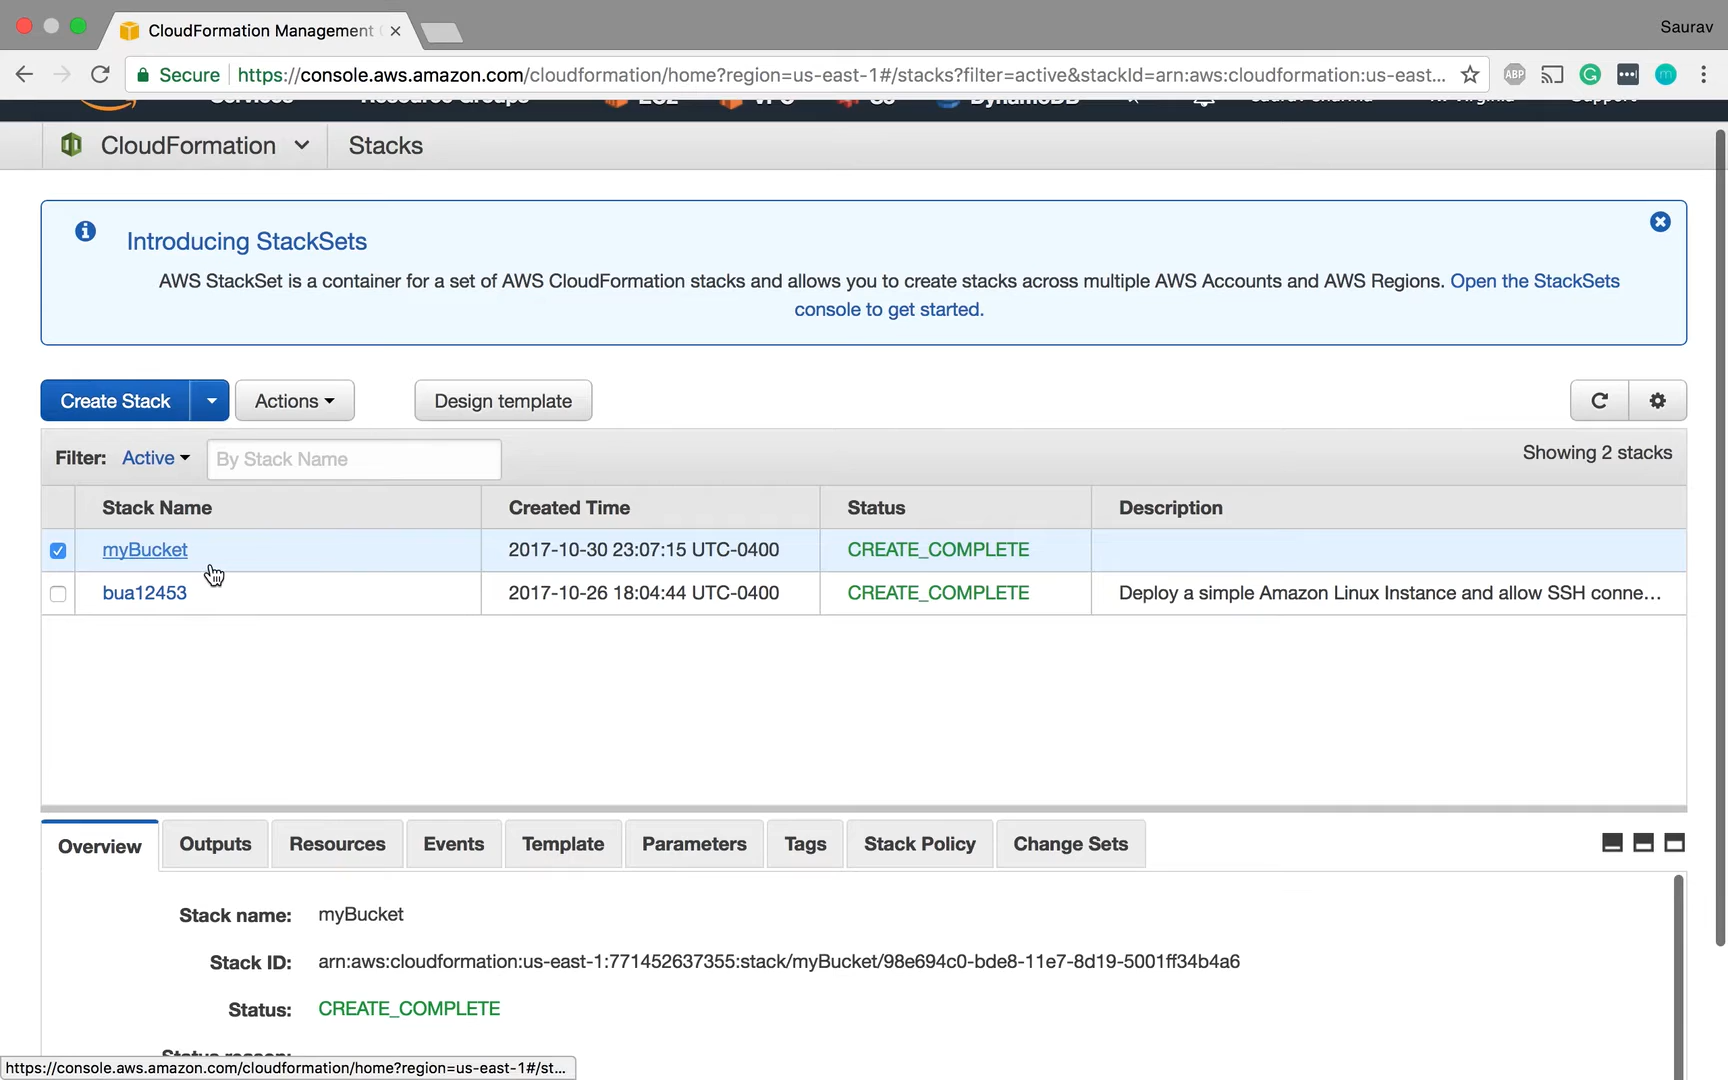 CloudFormation Management
Saurav
Secure https://console.aws.amazon.com/cloudformation/home?region=us-east-1#/stacks?filter=active&stackId=arn:aws:cloudformation:us-east...
ABP
Services Resource Groups EC2 VPC S3 DynamoDB Saurav Sharma N. Virginia Support
CloudFormation Stacks
Introducing StackSets
AWS StackSet is a container for a set of AWS CloudFormation stacks and allows you to create stacks across multiple AWS Accounts and AWS Regions. Open the StackSets
console to get started.
Create Stack Actions Design template
Filter: Active By Stack Name Showing 2 stacks
Stack Name Created Time Status Description
myBucket 2017-10-30 23:07:15 UTC-0400 CREATE_COMPLETE
bua12453 2017-10-26 18:04:44 UTC-0400 CREATE_COMPLETE Deploy a simple Amazon Linux Instance and allow SSH conne...
Overview Outputs Resources Events Template Parameters Tags Stack Policy Change Sets
Stack name: myBucket
Stack ID: arn:aws:cloudformation:us-east-1:771452637355:stack/myBucket/98e694c0-bde8-11e7-8d19-5001ff34b4a6
Status: CREATE_COMPLETE
Status reason:
https://console.aws.amazon.com/cloudformation/home?region=us-east-1#/st...